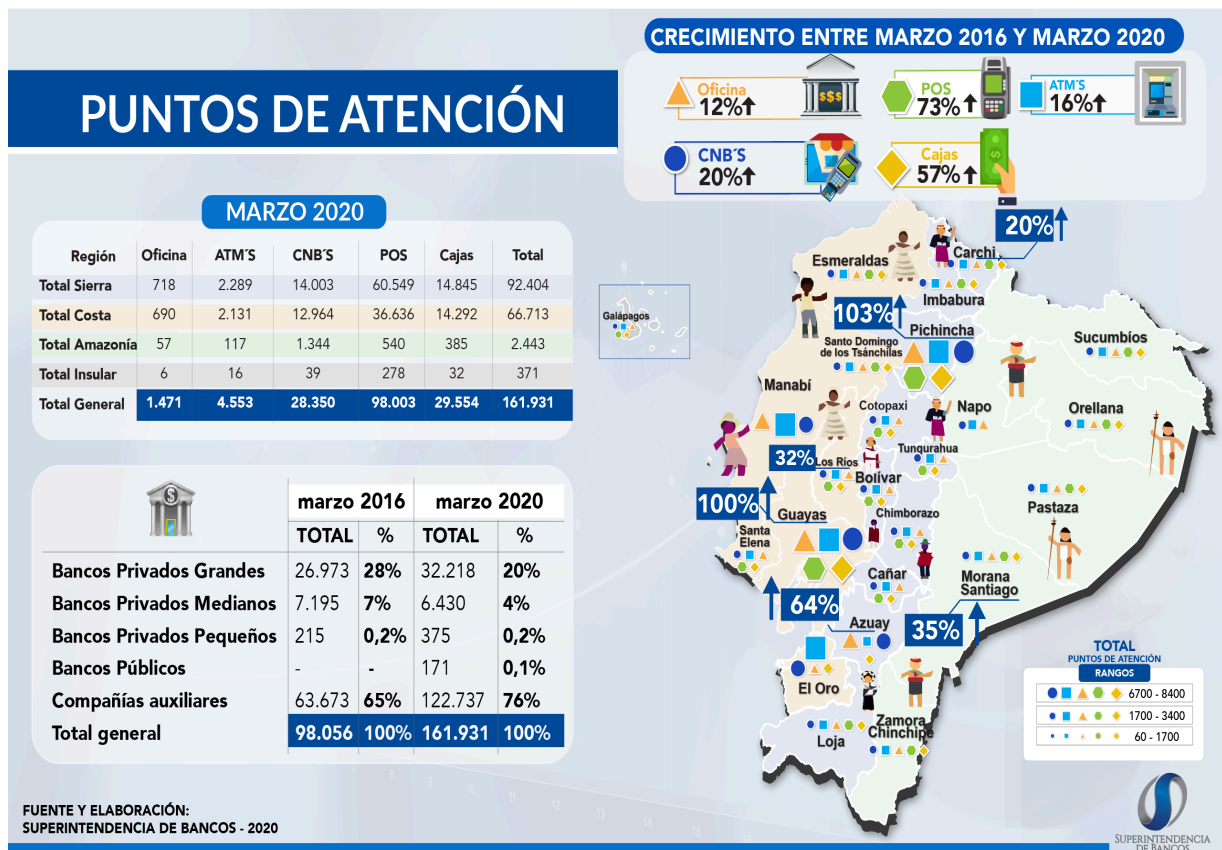 CRECIMIENTO ENTRE MARZO 2016 Y MARZO 2020
Oficina
12%
$$$
POS
73%
ATM´S
16%
CNB´S
20%
Cajas
57%
PUNTOS DE ATENCIÓN
MARZO 2020
Región Oficina ATM´S CNB´S POS Cajas Total
Total Sierra 718 2.289 14.003 60.549 14.845 92.404
Total Costa 690 2.131 12.964 36.636 14.292 66.713
Total Amazonía 57 117 1.344 540 385 2.443
Total Insular 6 16 39 278 32 371
Total General 1.471 4.553 28.350 98.003 29.554 161.931
marzo 2016 marzo 2020
TOTAL % TOTAL %
Bancos Privados Grandes 26.973 28% 32.218 20%
Bancos Privados Medianos 7.195 7% 6.430 4%
Bancos Privados Pequeños 215 0,2% 375 0,2%
Bancos Públicos - - 171 0,1%
Compañías auxiliares 63.673 65% 122.737 76%
Total general 98.056 100% 161.931 100%
FUENTE Y ELABORACIÓN:
SUPERINTENDENCIA DE BANCOS - 2020
20%
Carchi
Esmeraldas
Imbabura
Galápagos
103%
Pichincha
Santo Domingo
de los Tsánchilas
Sucumbíos
Manabí
Cotopaxi
Napo
Orellana
Tungurahua
32%
Los Ríos
Bolívar
100%
Guayas
Chimborazo
Pastaza
Santa
Elena
Cañar
Morana
Santiago
64%
Azuay
35%
El Oro
Loja
Zamora
Chinchipe
TOTAL
PUNTOS DE ATENCIÓN
RANGOS
6700 - 8400
1700 - 3400
60 - 1700
SUPERINTENDENCIA
DE BANCOS